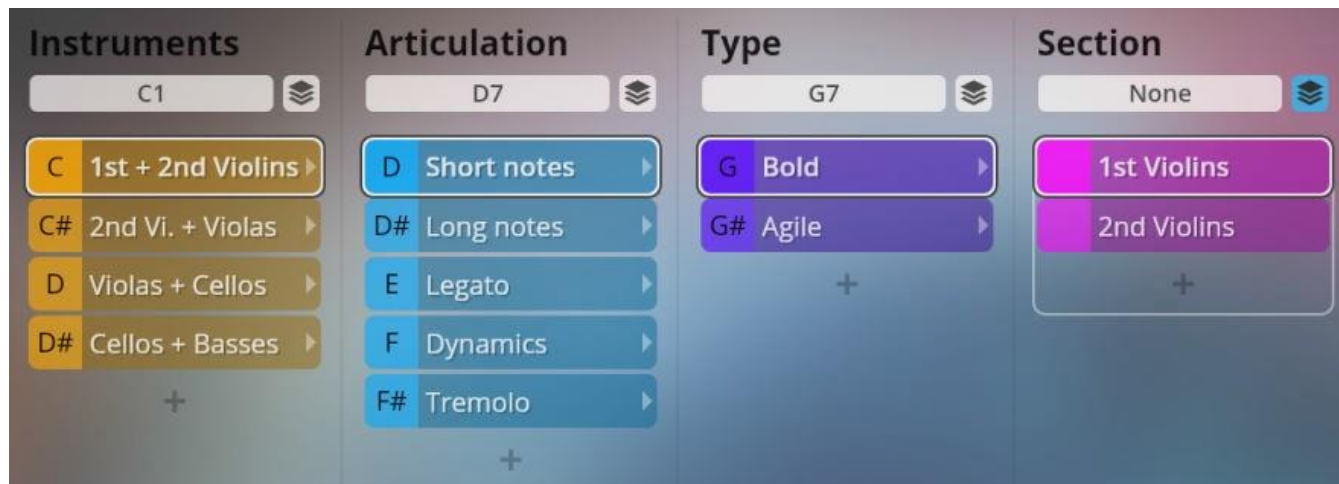 Instruments
C1
C 1st + 2nd Violins
C# 2nd Vi. + Violas
D Violas + Cellos
D# Cellos + Basses
+
Articulation
D7
D Short notes
D# Long notes
E Legato
F Dynamics
F# Tremolo
+
Type
G7
G Bold
G# Agile
+
Section
None
1st Violins
2nd Violins
+